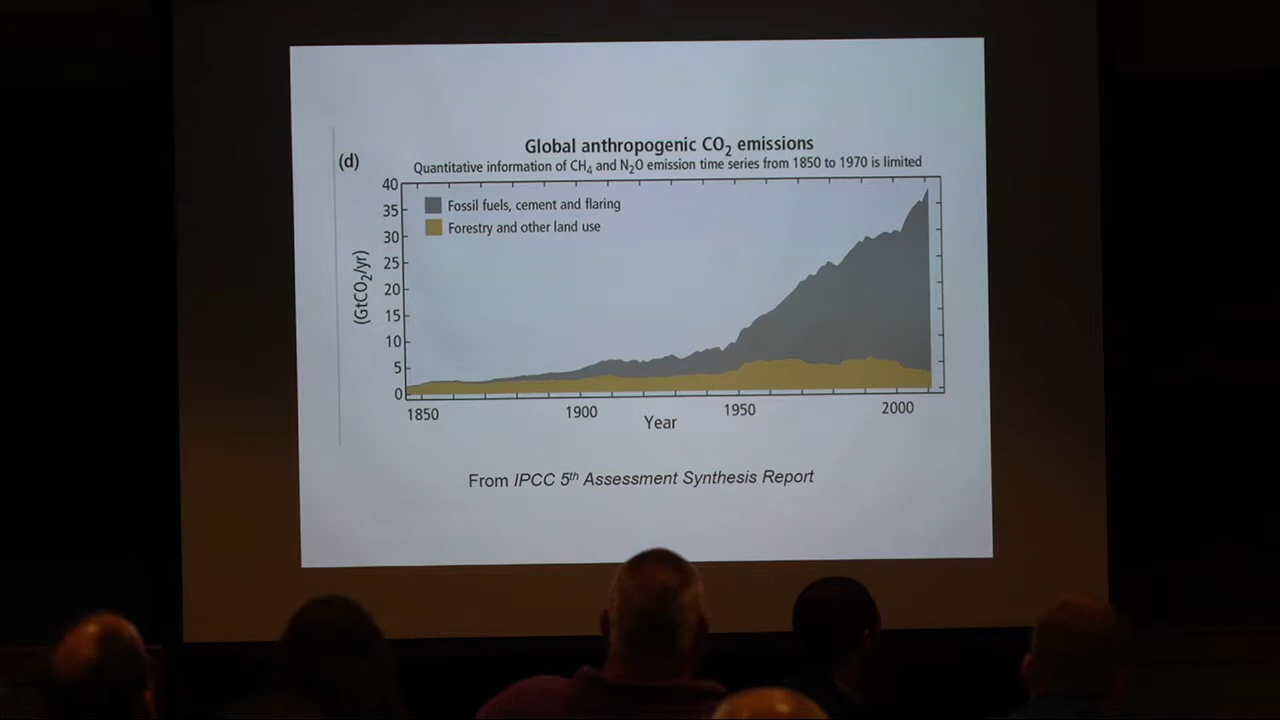 Global anthropogenic CO₂ emissions
(d)
Quantitative information of CH₄ and N₂O emission time series from 1850 to 1970 is limited
40
35
30
25
20
15
10
5
0
(GtCO₂/yr)
Fossil fuels, cement and flaring
Forestry and other land use
1850 1900 1950 2000
Year
From IPCC 5th Assessment Synthesis Report